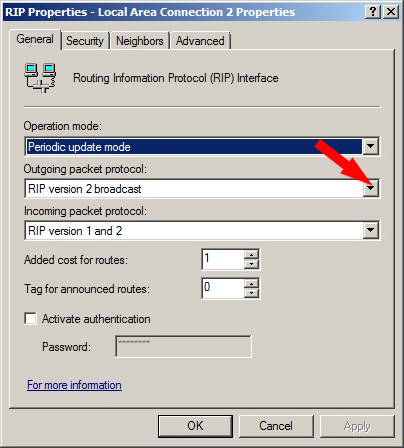 RIP Properties - Local Area Connection 2 Properties
General Security Neighbors Advanced
Routing Information Protocol (RIP) Interface
Operation mode:
Periodic update mode
Outgoing packet protocol:
RIP version 2 broadcast
Incoming packet protocol:
RIP version 1 and 2
Added cost for routes: 1
Tag for announced routes: 0
Activate authentication
Password: ********
For more information
OK Cancel Apply